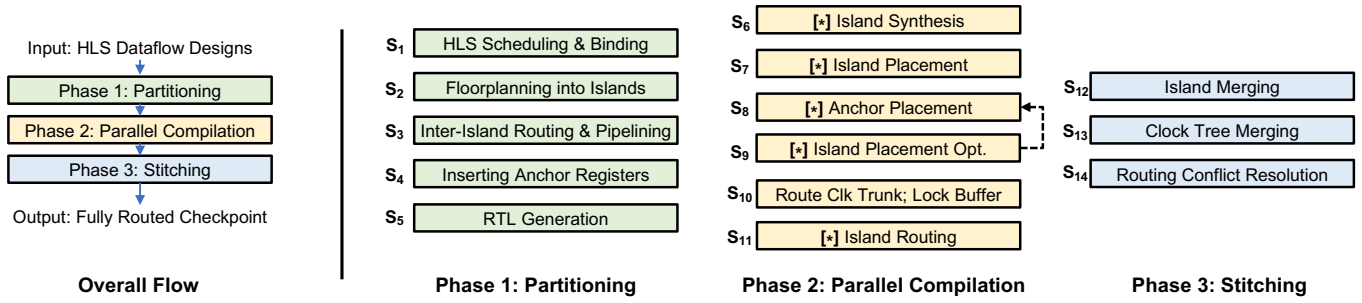 Input: HLS Dataflow Designs
Phase 1: Partitioning
Phase 2: Parallel Compilation
Phase 3: Stitching
Output: Fully Routed Checkpoint
Overall Flow
S1 HLS Scheduling & Binding
S2 Floorplanning into Islands
S3 Inter-Island Routing & Pipelining
S4 Inserting Anchor Registers
S5 RTL Generation
Phase 1: Partitioning
S6 [*] Island Synthesis
S7 [*] Island Placement
S8 [*] Anchor Placement
S9 [*] Island Placement Opt.
S10 Route Clk Trunk; Lock Buffer
S11 [*] Island Routing
Phase 2: Parallel Compilation
S12 Island Merging
S13 Clock Tree Merging
S14 Routing Conflict Resolution
Phase 3: Stitching